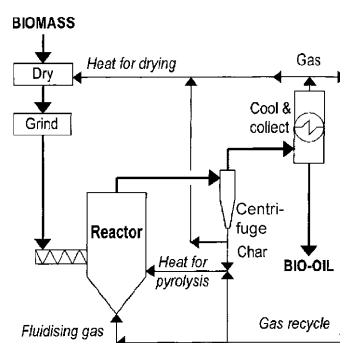 BIOMASS
Heat for drying
Gas
Dry
Cool &
collect
Grind
Centri-
fuge
Reactor
Char
Heat for
pyrolysis
BIO-OIL
Fluidising gas
Gas recycle